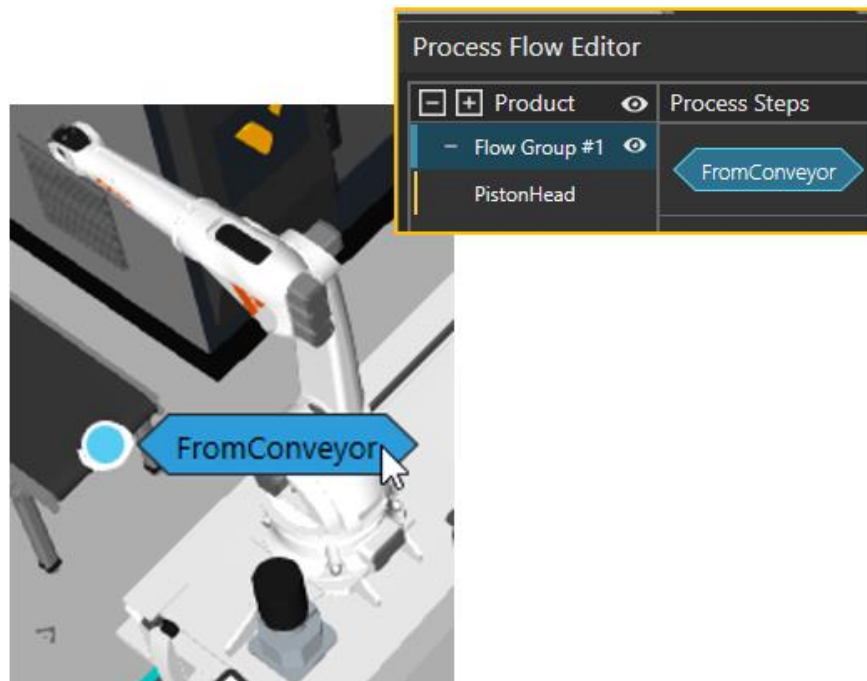 Process Flow Editor
Product
Process Steps
Flow Group #1
FromConveyor
PistonHead
FromConveyor